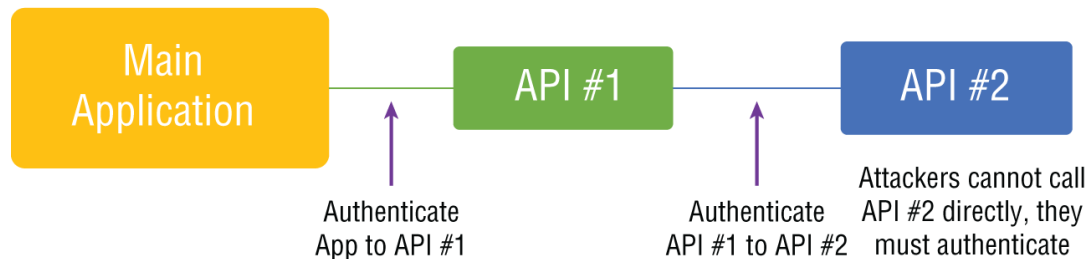 Main
Application
API #1
API #2
Authenticate
App to API #1
Authenticate
API #1 to API #2
Attackers cannot call
API #2 directly, they
must authenticate